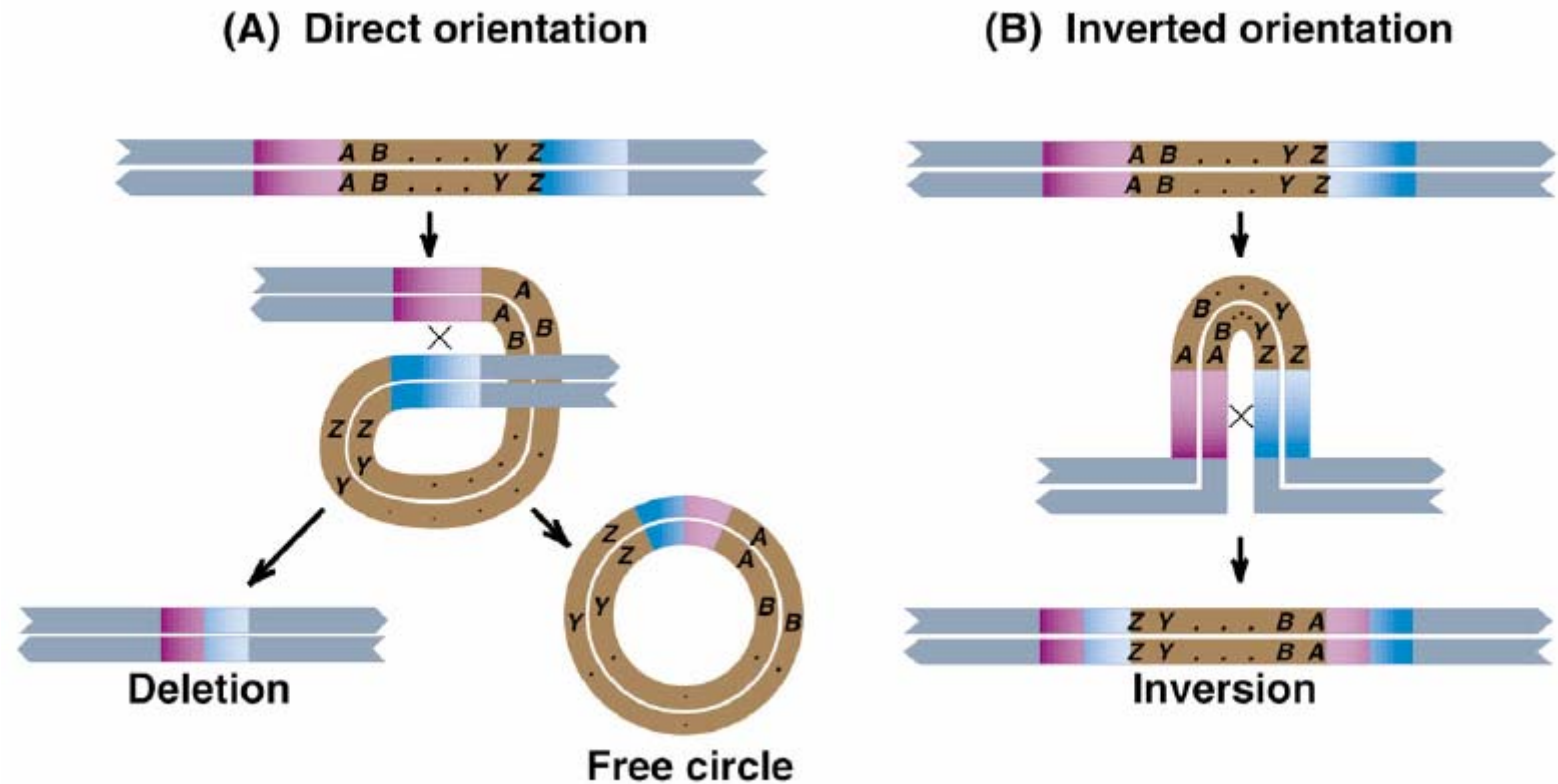 (A) Direct orientation
A B . . . Y Z
A B . . . Y Z
A
A
B
B
Z Z
Y
Y
Deletion
Z
Z
A
A
Y
Y
B
B
Free circle
(B) Inverted orientation
A B . . . Y Z
A B . . . Y Z
B . . . Y
B . . . Y
A A Z Z
Z Y . . . B A
Z Y . . . B A
Inversion